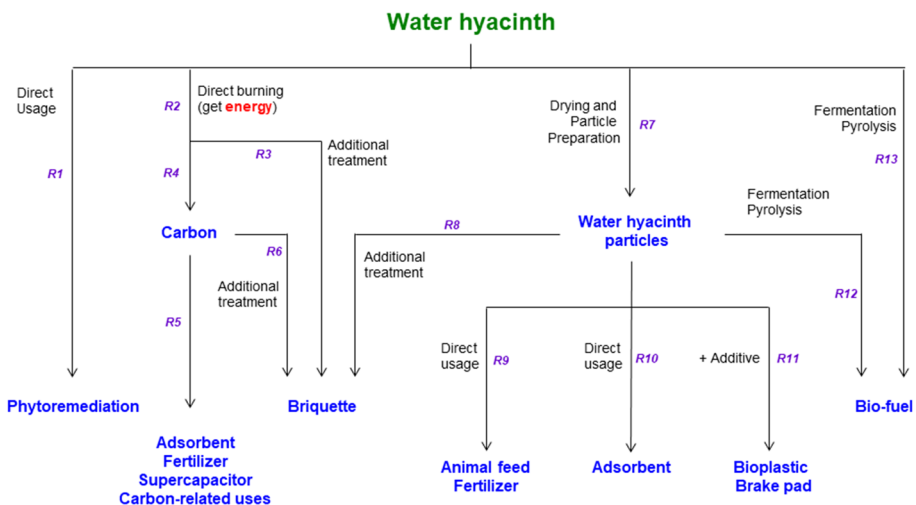 Water hyacinth
Direct
Usage
R1
R2
Direct burning
(get energy)
R3
Additional
treatment
R4
Drying and
Particle
Preparation
R7
Fermentation
Pyrolysis
R13
Carbon
R6
Additional
treatment
R5
R8
Additional
treatment
Water hyacinth
particles
Fermentation
Pyrolysis
R12
Direct
usage
R9
Direct
usage
R10
+ Additive
R11
Phytoremediation
Briquette
Bio-fuel
Adsorbent
Fertilizer
Supercapacitor
Carbon-related uses
Animal feed
Fertilizer
Adsorbent
Bioplastic
Brake pad